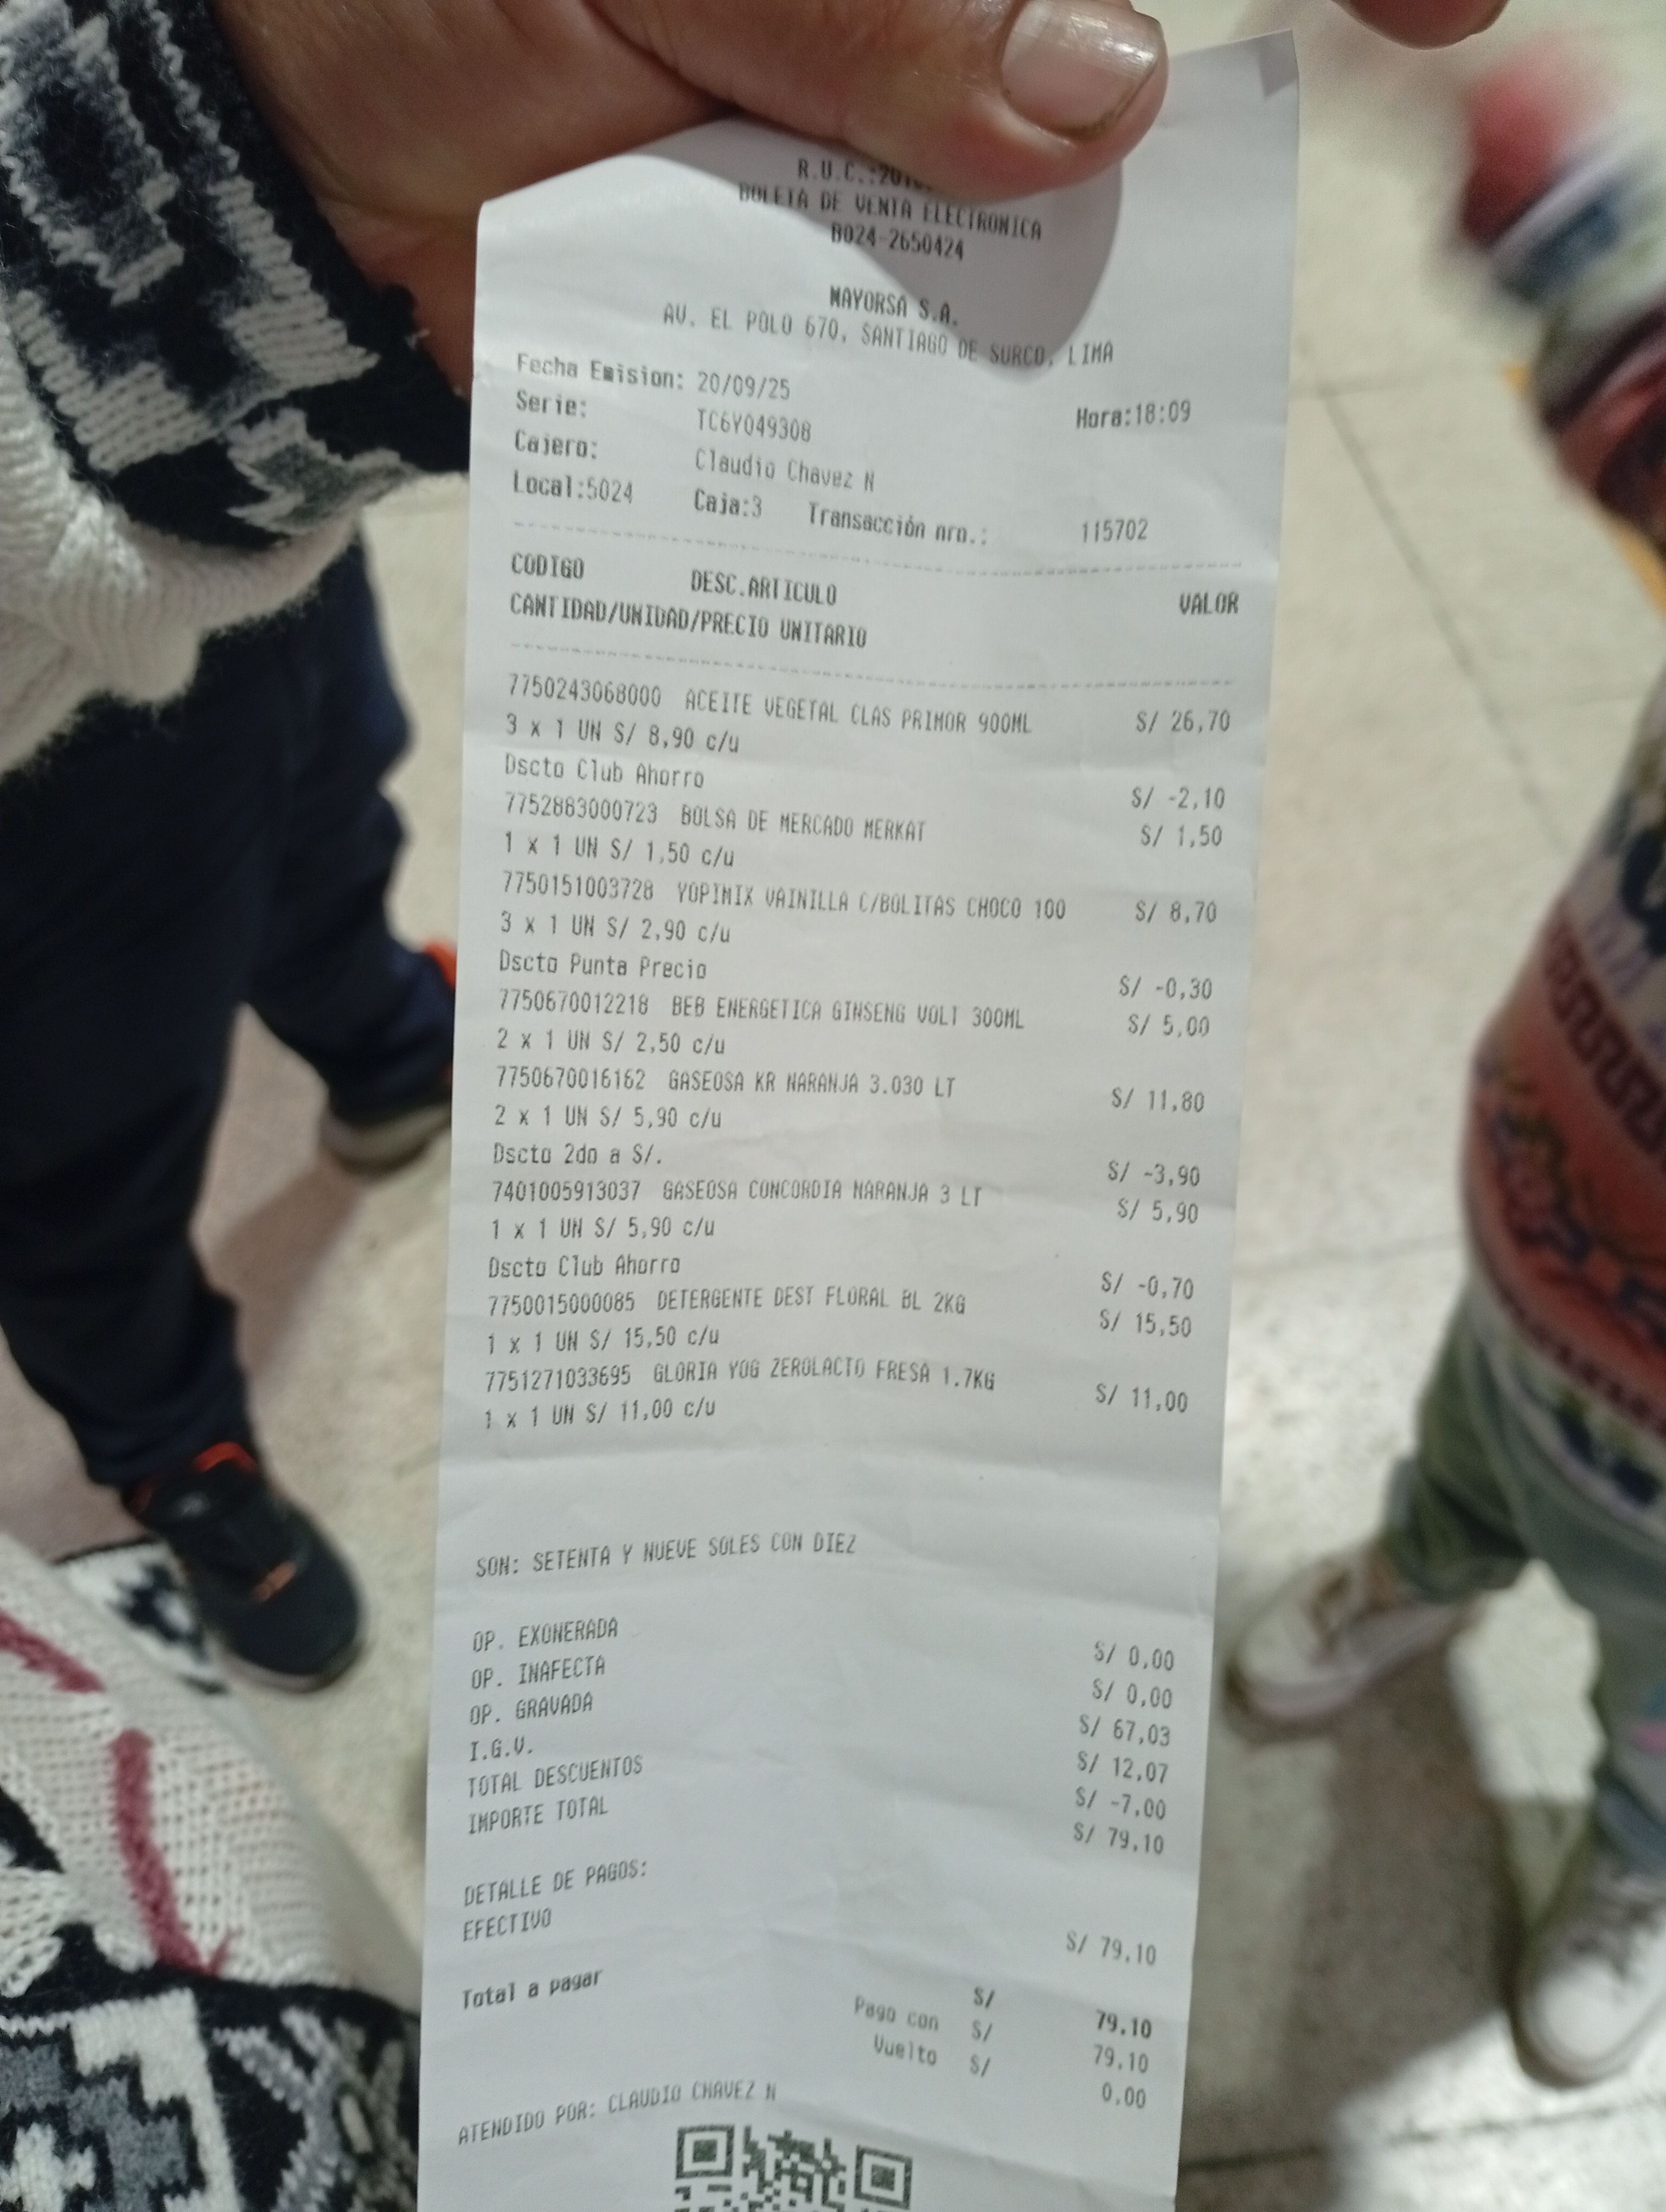 R.U.C.:
BOLETA DE VENTA ELECTRONICA
B024-2650424
MAYORSA S.A.
AV. EL POLO 670, SANTIAGO DE SURCO, LIMA
Fecha Emision: 20/09/25 Hora:18:09
Serie: TC6Y049308
Cajero: Claudio Chavez N
Local:5024 Caja:3 Transacción nro.: 115702
CODIGO DESC.ARTICULO VALOR
CANTIDAD/UNIDAD/PRECIO UNITARIO
7750243068000 ACEITE VEGETAL CLAS PRIMOR 900ML S/ 26,70
3 x 1 UN S/ 8,90 c/u
Dscto Club Ahorro S/ -2,10
7752883000723 BOLSA DE MERCADO MERKAT S/ 1,50
1 x 1 UN S/ 1,50 c/u
7750151003728 YOPIMIX VAINILLA C/BOLITAS CHOCO 100 S/ 8,70
3 x 1 UN S/ 2,90 c/u
Dscto Punta Precio S/ -0,30
7750670012218 BEB ENERGETICA GINSENG VOLT 300ML S/ 5,00
2 x 1 UN S/ 2,50 c/u
7750670016162 GASEOSA KR NARANJA 3.030 LT S/ 11,80
2 x 1 UN S/ 5,90 c/u
Dscto 2do a S/. S/ -3,90
7401005913037 GASEOSA CONCORDIA NARANJA 3 LT S/ 5,90
1 x 1 UN S/ 5,90 c/u
Dscto Club Ahorro S/ -0,70
7750015000085 DETERGENTE DEST FLORAL BL 2KG S/ 15,50
1 x 1 UN S/ 15,50 c/u
7751271033695 GLORIA YOG ZEROLACTO FRESA 1.7KG S/ 11,00
1 x 1 UN S/ 11,00 c/u
SON: SETENTA Y NUEVE SOLES CON DIEZ
OP. EXONERADA S/ 0,00
OP. INAFECTA S/ 0,00
OP. GRAVADA S/ 67,03
I.G.V. S/ 12,07
TOTAL DESCUENTOS S/ -7,00
IMPORTE TOTAL S/ 79,10
DETALLE DE PAGOS:
EFECTIVO S/ 79,10
Total a pagar S/ 79.10
Pago con S/ 79.10
Vuelto S/ 0.00
ATENDIDO POR: CLAUDIO CHAVEZ N